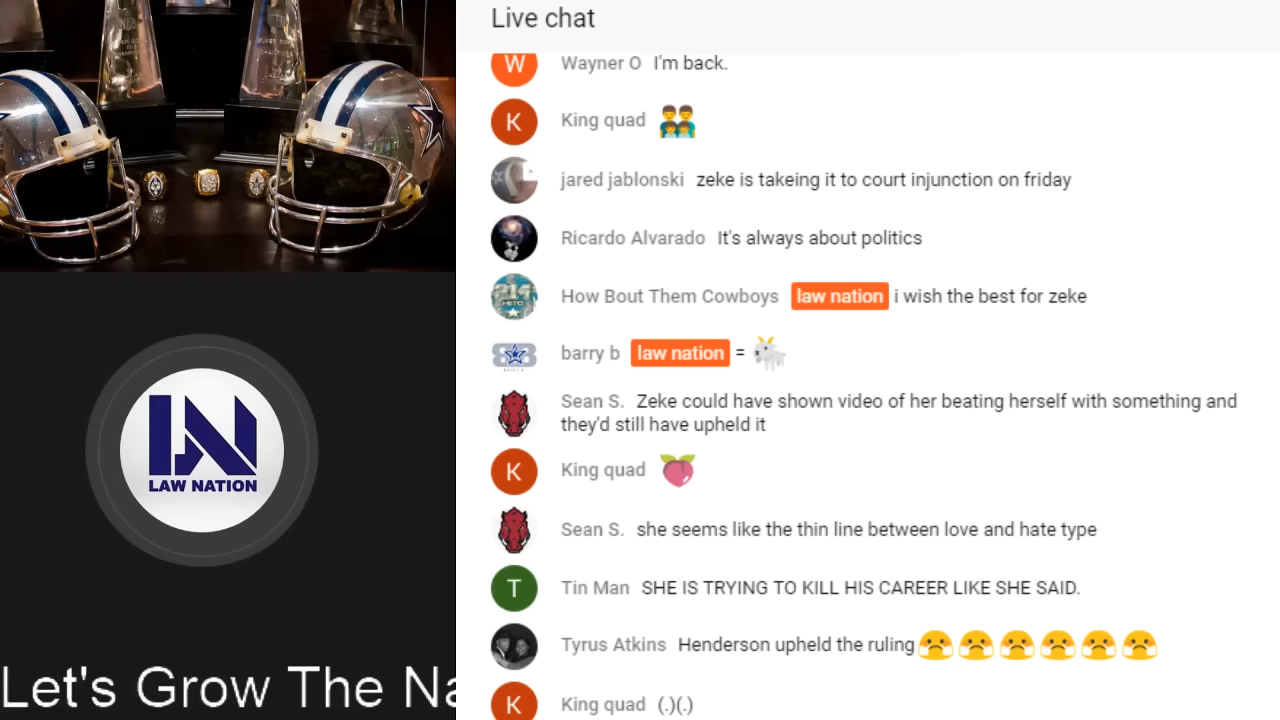 Live chat
W
Wayner O I'm back.
K
King quad
jared jablonski zeke is takeing it to court injunction on friday
Ricardo Alvarado It's always about politics
How Bout Them Cowboys law nation i wish the best for zeke
barry b law nation =
Sean S. Zeke could have shown video of her beating herself with something and
they'd still have upheld it
K
King quad
Sean S. she seems like the thin line between love and hate type
T
Tin Man SHE IS TRYING TO KILL HIS CAREER LIKE SHE SAID.
Tyrus Atkins Henderson upheld the ruling
K
King quad (.)(.)
LN
LAW NATION
Let's Grow The Na